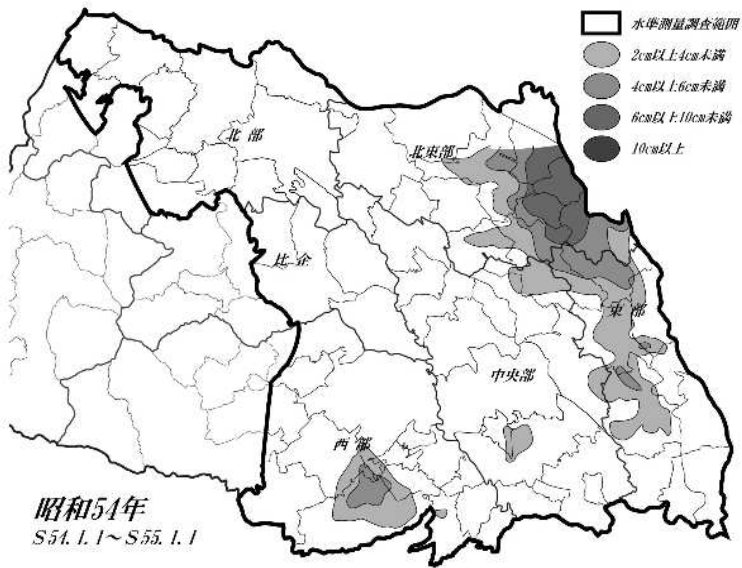 水準測量調査範囲
2cm以上4cm未満
4cm以上6cm未満
6cm以上10cm未満
10cm以上
北部
北東部
比企
東部
中央部
西部
昭和54年
S54.1.1～S55.1.1